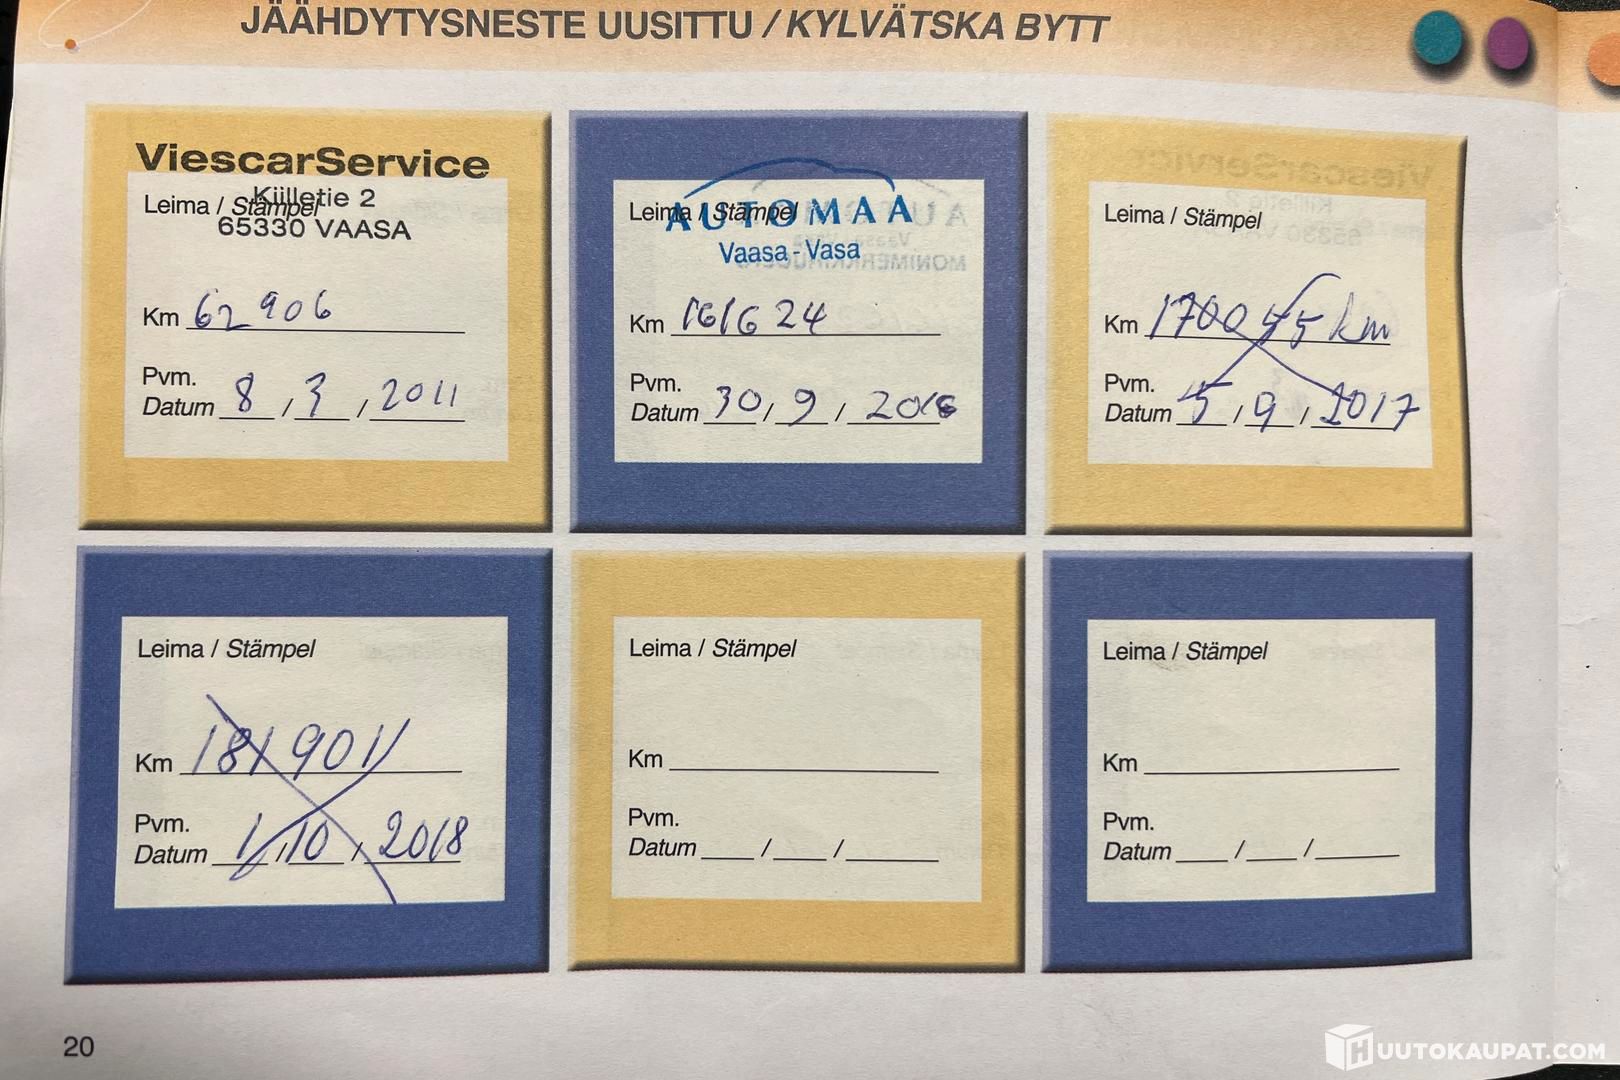 JÄÄHDYTYSNESTE UUSITTU / KYLVÄTSKA BYTT
ViescarService
Kiilletie 2
Leima / Stämpel
65330 VAASA
Km 62 906
Pvm.
Datum 8 / 3 , 2011
AUTOMAA
Leima / Stämpel
Vaasa - Vasa
Km 161624
Pvm.
Datum 30 / 9 / 2016
Leima / Stämpel
Km 170055 km
Pvm.
Datum 5 / 9 , 2017
Leima / Stämpel
Km 181901
Pvm.
Datum 1 , 10 , 2018
Leima / Stämpel
Km
Pvm.
Datum / /
Leima / Stämpel
Km
Pvm.
Datum / /
20
HUUTOKAUPAT.COM